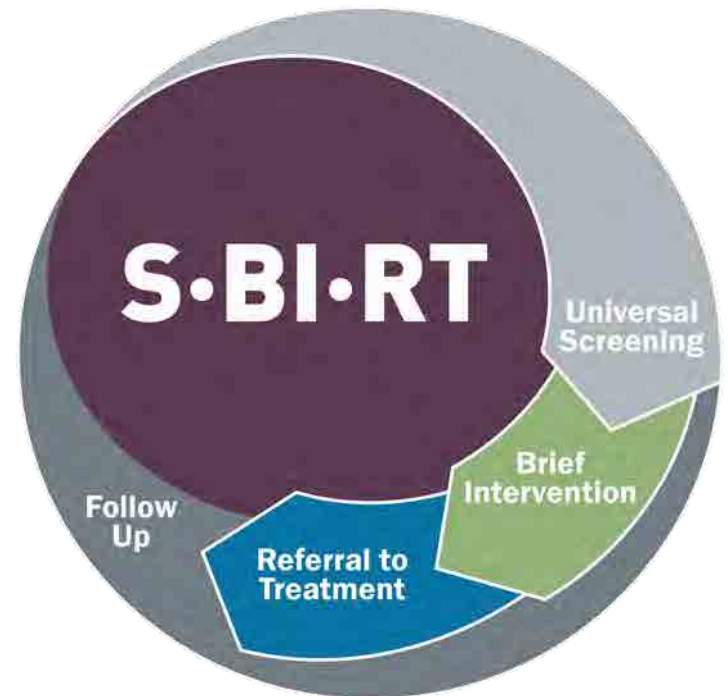 S•BI•RT
Universal
Screening
Brief
Intervention
Referral to
Treatment
Follow
Up